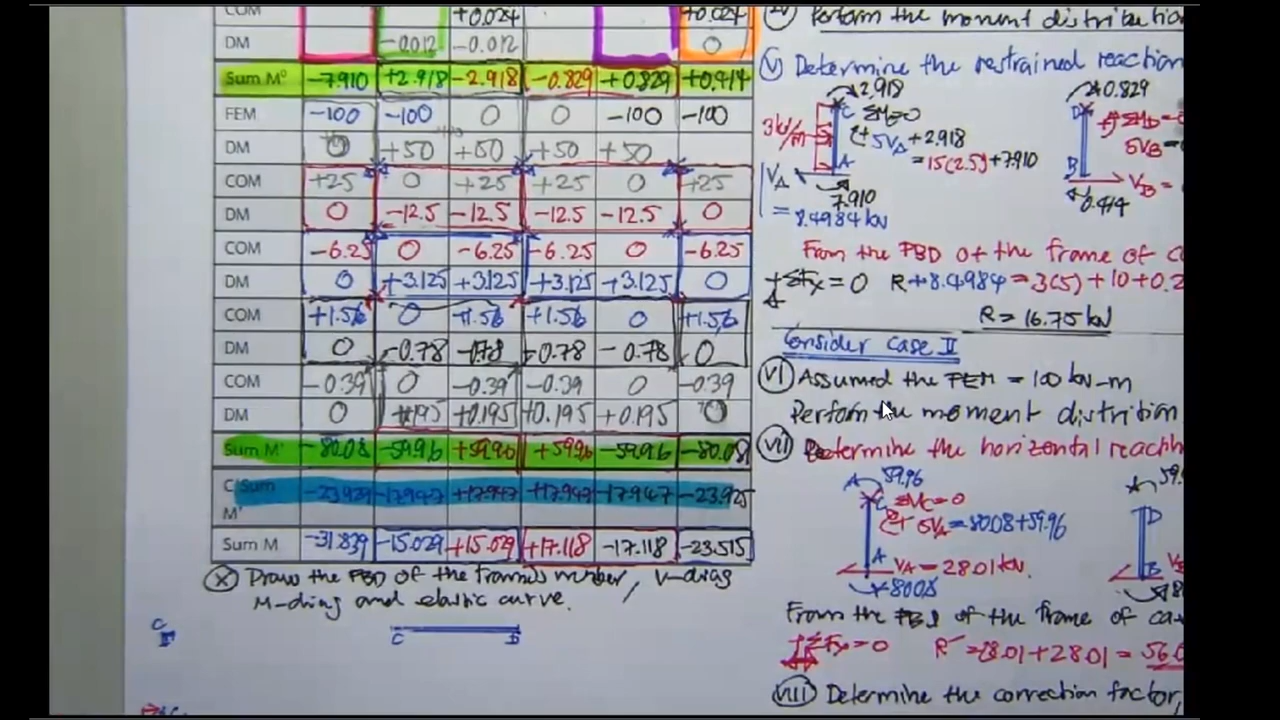 COM +0.024 +0.024
DM -0.012 -0.012 0
Sum M° -7.910 +2.918 -2.918 -0.829 +0.829 +0.414
FEM -100 -100 0 0 -100 -100
DM 0 +50 +50 +50 +50
COM +25 0 +25 +25 0 +25
DM 0 -12.5 -12.5 -12.5 -12.5 0
COM -6.25 0 -6.25 -6.25 0 -6.25
DM 0 +3.125 +3.125 +3.125 +3.125 0
COM +1.56 0 +1.56 +1.56 0 +1.56
DM 0 -0.78 -0.78 -0.78 -0.78 0
COM -0.39 0 -0.39 -0.39 0 -0.39
DM 0 +.195 +0.195 +0.195 +0.195 0
Sum M' -80.08 -59.96 +59.96 +59.96 -59.96 -80.08
C Sum M' -23.929 -17.947 +17.947 +17.947 -17.947 -23.925
Sum M -31.839 -15.029 +15.029 +17.118 -17.118 -23.515
(X) Draw the FBD of the frame's member, V-diag
M-diag and elastic curve.
C
C D
Perform the moment distribution
(V) Determine the restrained reaction
2.918
C ΣMc=0
3kN/m
+5VA+2.918
=15(2.5)+7.910
A
VA
7.910
=8.4984kN
0.829
D
5VB=
B
VB=
0.414
From the FBD of the frame of
+ΣFx=0 R+8.4984=3(5)+10+0.2
R=16.75 kN
Consider case II
(VI) Assumed the FEM = 100 kN-m
Perform the moment distrition
(VII) Determine the horizontal
59.96
C ΣMC=0
+ 5VA=80.08+59.96
A VA=28.01kN.
80.08
59.
D
B
From the FBD of the frame of ca
+ΣFx=0 R'=28.01+28.01=56.0
(VIII) Determine the correction factor,